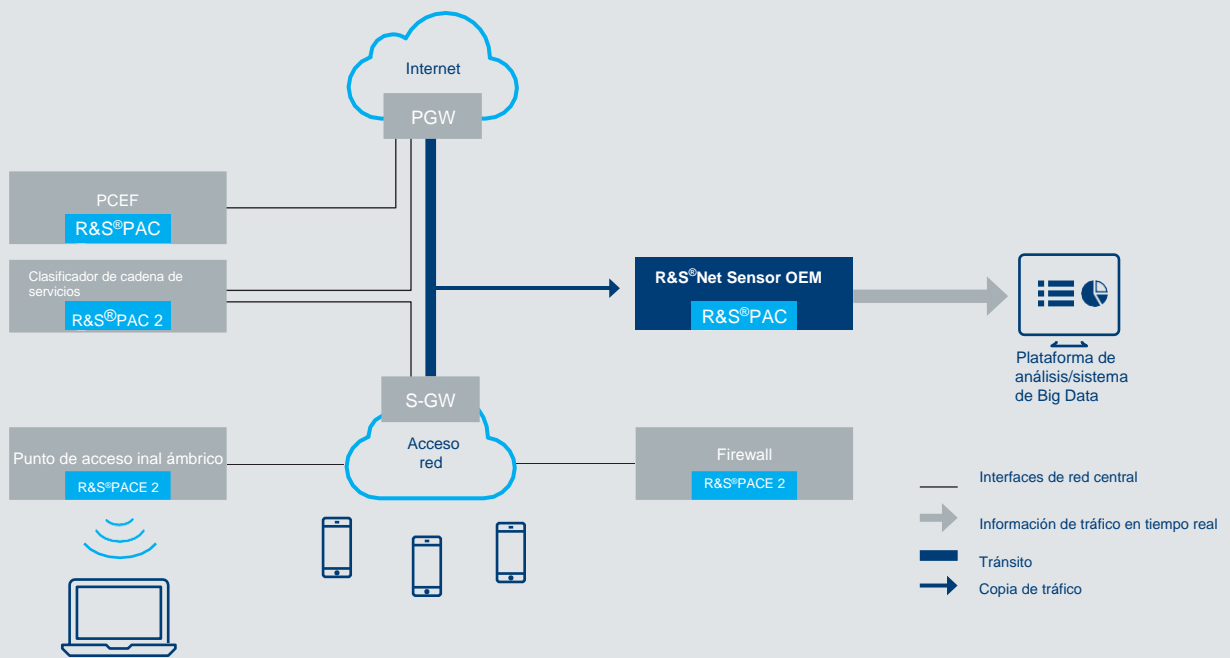 Internet
PGW
PCEF
R&S®PAC
Clasificador de cadena de
servicios
R&S®PAC 2
R&S®Net Sensor OEM
R&S®PAC
Plataforma de
análisis/sistema
de Big Data
S-GW
Acceso
red
Punto de acceso inal ámbrico
R&S®PACE 2
Firewall
R&S®PACE 2
Interfaces de red central
Información de tráfico en tiempo real
Tránsito
Copia de tráfico